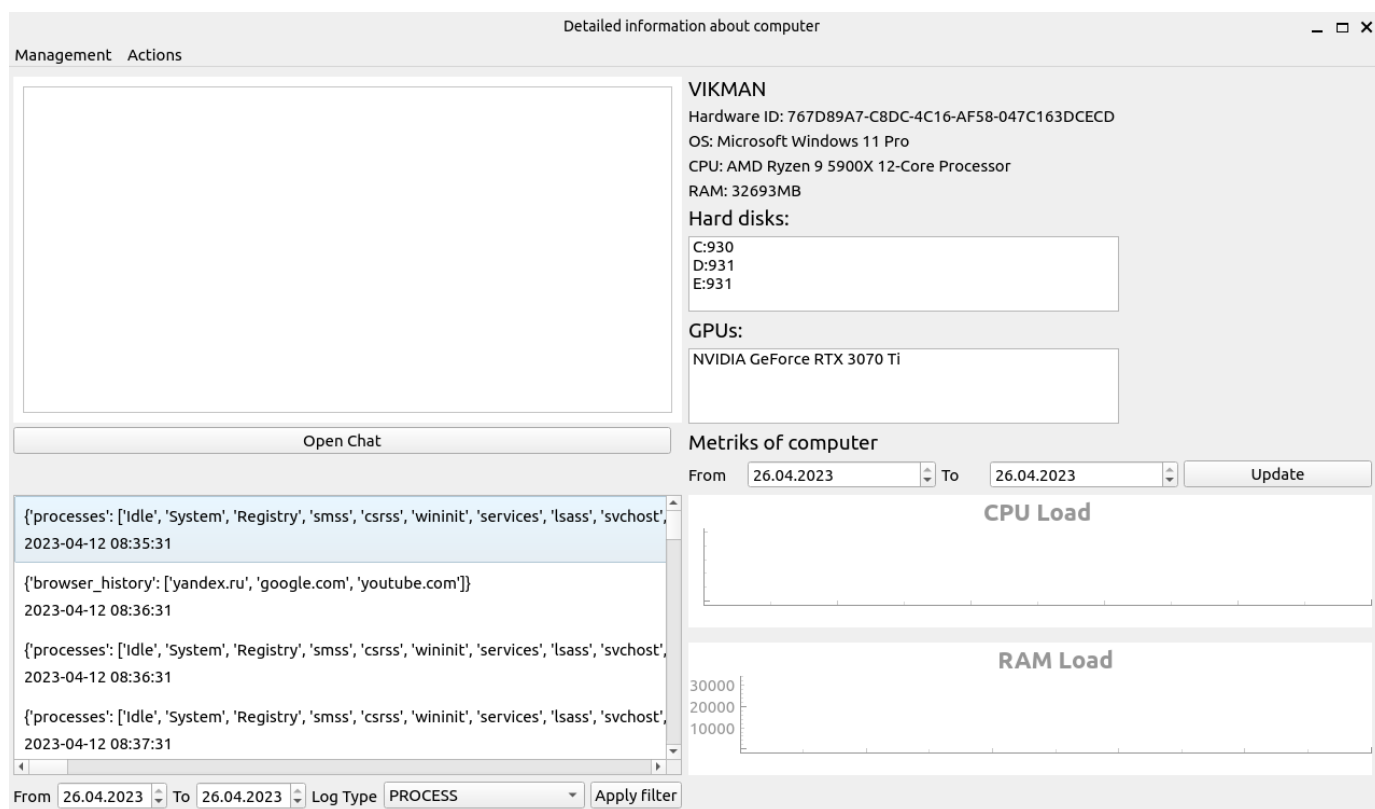 Detailed information about computer
Management Actions
VIKMAN
Hardware ID: 767D89A7-C8DC-4C16-AF58-047C163DCECD
OS: Microsoft Windows 11 Pro
CPU: AMD Ryzen 9 5900X 12-Core Processor
RAM: 32693MB
Hard disks:
C:930
D:931
E:931
GPUs:
NVIDIA GeForce RTX 3070 Ti
Open Chat
Metriks of computer
From 26.04.2023 To 26.04.2023 Update
{'processes': ['Idle', 'System', 'Registry', 'smss', 'csrss', 'wininit', 'services', 'lsass', 'svchost',
2023-04-12 08:35:31
{'browser_history': ['yandex.ru', 'google.com', 'youtube.com']}
2023-04-12 08:36:31
{'processes': ['Idle', 'System', 'Registry', 'smss', 'csrss', 'wininit', 'services', 'lsass', 'svchost',
2023-04-12 08:36:31
{'processes': ['Idle', 'System', 'Registry', 'smss', 'csrss', 'wininit', 'services', 'lsass', 'svchost',
2023-04-12 08:37:31
From 26.04.2023 To 26.04.2023 Log Type PROCESS Apply filter
CPU Load
RAM Load
30000
20000
10000